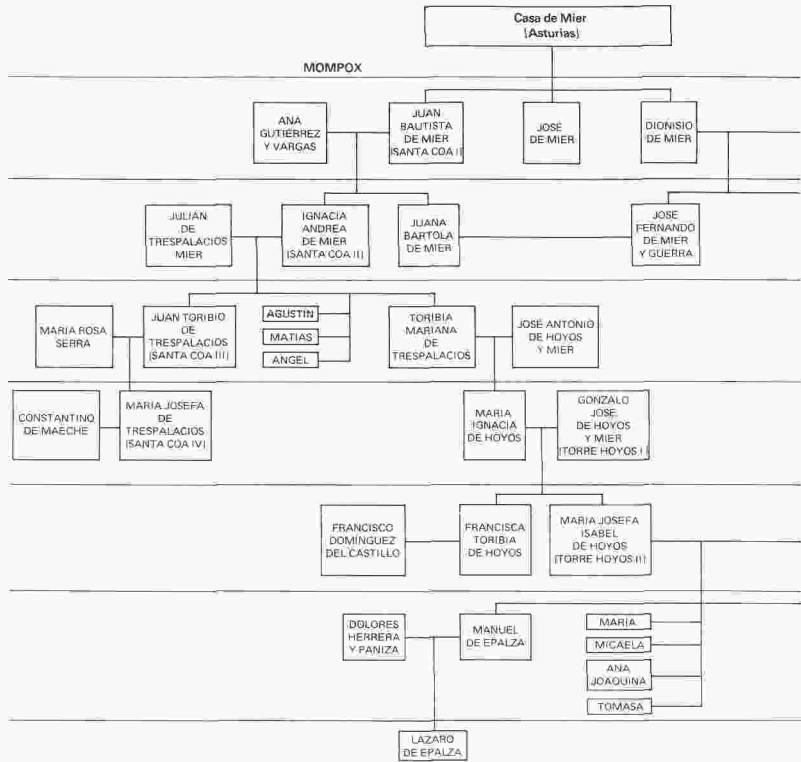 Casa de Mier
(Asturias)
MOMPOX
ANA
GUTIÉRREZ
Y VARGAS
JUAN
BAUTISTA
DE MIER
(SANTA COA I)
JOSÉ
DE MIER
DIONISIO
DE MIER
JULIÁN
DE
TRESPALACIOS
MIER
IGNACIA
ANDREA
DE MIER
(SANTA COA II)
JUANA
BARTOLA
DE MIER
JOSE
FERNANDO
DE MIER
Y GUERRA
MARIA ROSA
SERRA
JUAN TORIBIO
DE
TRESPALACIOS
(SANTA COA III)
AGUSTIN
MATIAS
ANGEL
TORIBIA
MARIANA
DE
TRESPALACIOS
JOSÉ ANTONIO
DE HOYOS
Y MIER
CONSTANTINO
DE MAECHE
MARIA JOSEFA
DE
TRESPALACIOS
(SANTA COA IV)
MARIA
IGNACIA
DE HOYOS
GONZALO
JOSÉ
DE HOYOS
Y MIER
(TORRE HOYOS I)
FRANCISCO
DOMÍNGUEZ
DEL CASTILLO
FRANCISCA
TORIBIA
DE HOYOS
MARIA JOSEFA
ISABEL
DE HOYOS
(TORRE HOYOS II)
DOLORES
HERRERA
Y PANIZA
MANUEL
DE EPALZA
MARIA
MICAELA
ANA
JOAQUINA
TOMASA
LAZARO
DE EPALZA